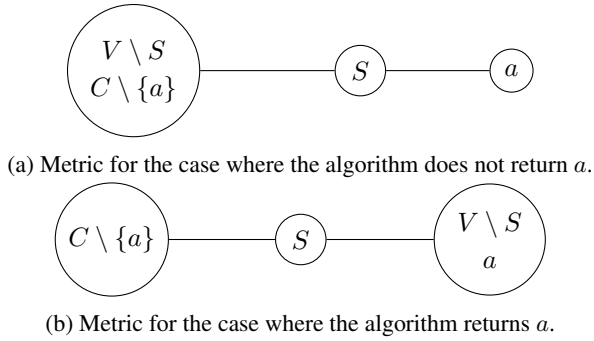 V \ S
C \ {a}
S
a
(a) Metric for the case where the algorithm does not return a.
C \ {a}
S
V \ S
a
(b) Metric for the case where the algorithm returns a.